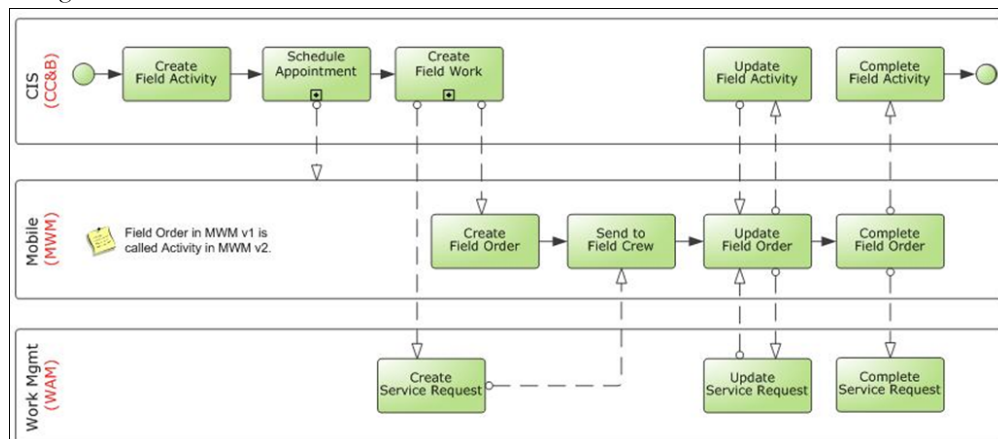 CIS
(CC&B)
Create
Field Activity
Schedule
Appointment
Create
Field Work
Update
Field Activity
Complete
Field Activity
Mobile
(MWM)
Field Order in MWM v1 is
called Activity in MWM v2.
Create
Field Order
Send to
Field Crew
Update
Field Order
Complete
Field Order
Work Mgmt
(WAM)
Create
Service Request
Update
Service Request
Complete
Service Request